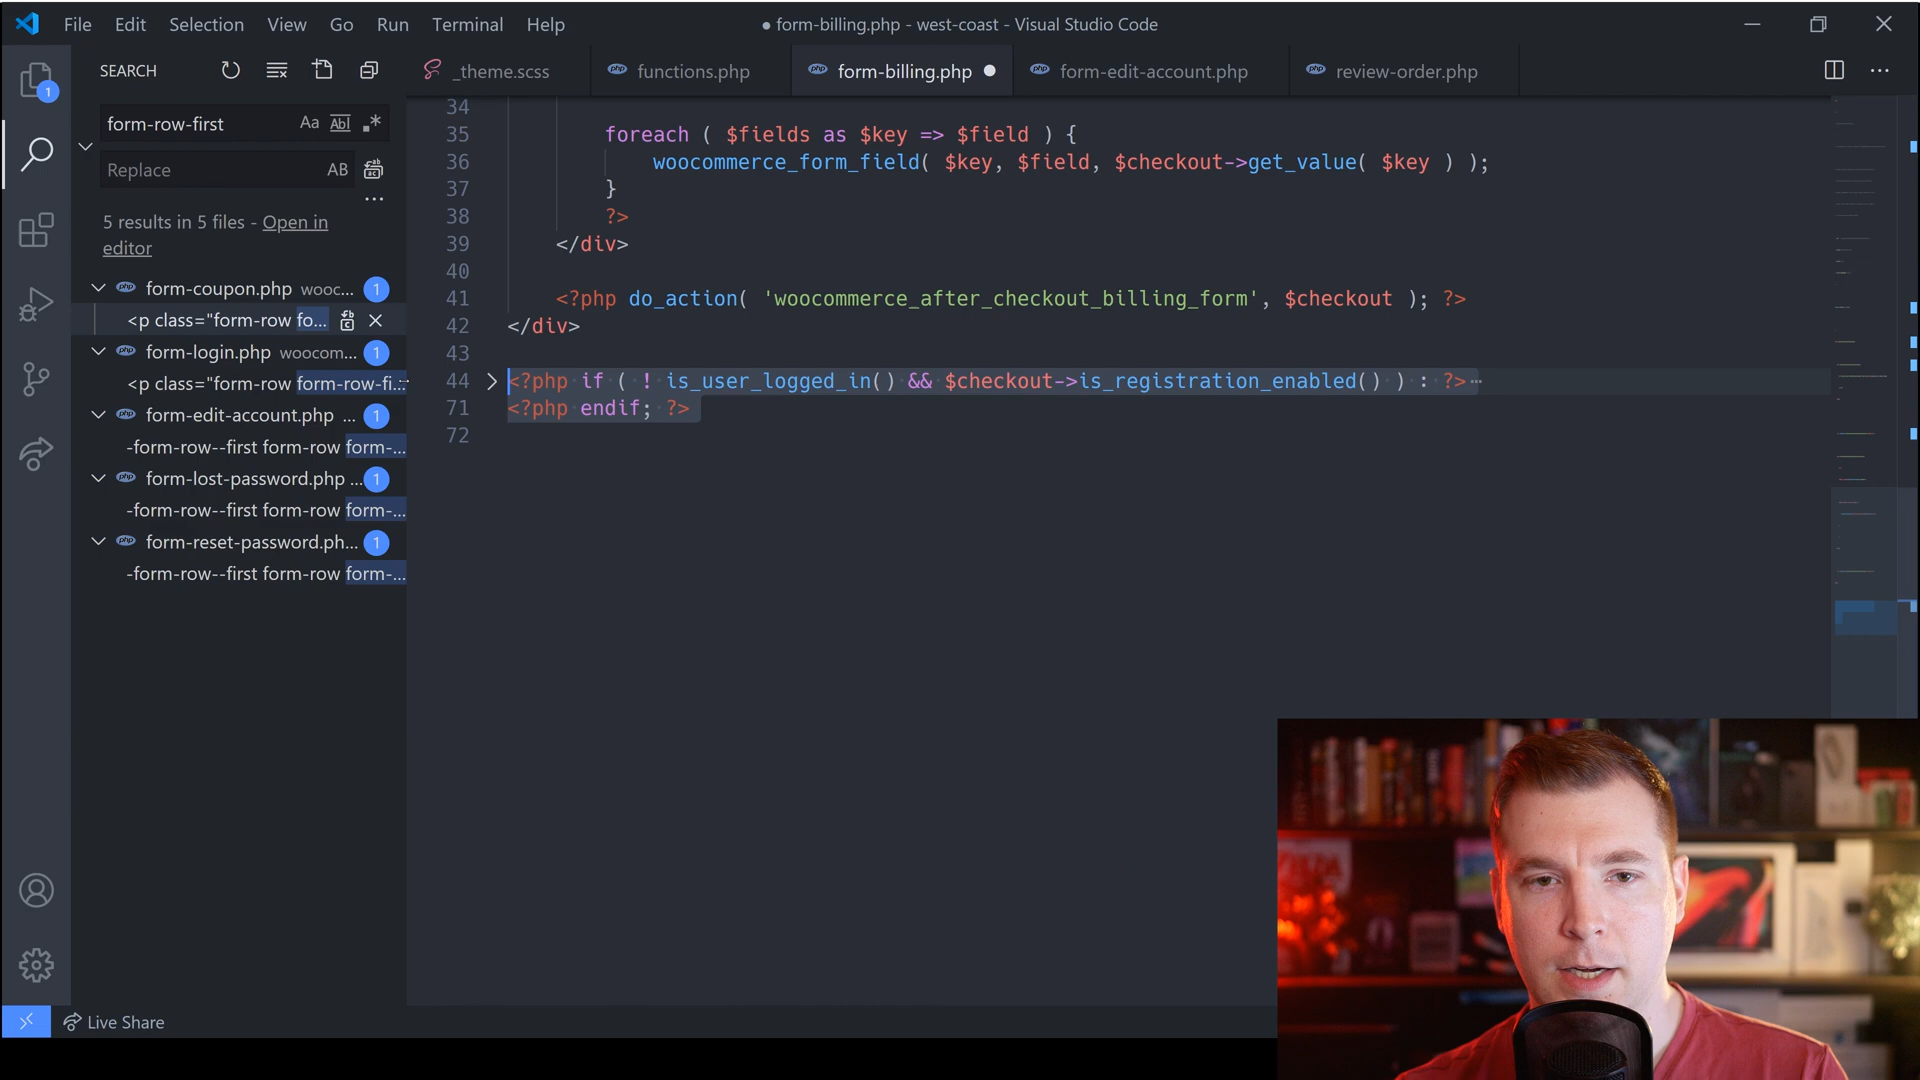 File Edit Selection View Go Run Terminal Help
● form-billing.php - west-coast - Visual Studio Code
SEARCH
_theme.scss
functions.php
form-billing.php
form-edit-account.php
review-order.php
1
form-row-first
Aa Abl .*
Replace
AB
5 results in 5 files - Open in
editor
form-coupon.php wooc... 1
<p class="form-row fo...
form-login.php woocom... 1
<p class="form-row form-row-fi...
form-edit-account.php ... 1
-form-row--first form-row form-...
form-lost-password.php ... 1
-form-row--first form-row form-...
form-reset-password.ph... 1
-form-row--first form-row form-...
34
35 foreach ( $fields as $key => $field ) {
36 woocommerce_form_field( $key, $field, $checkout->get_value( $key ) );
37 }
38 ?>
39 </div>
40
41 <?php do_action( 'woocommerce_after_checkout_billing_form', $checkout ); ?>
42 </div>
43
44 <?php if ( ! is_user_logged_in() && $checkout->is_registration_enabled() ) : ?>
71 <?php endif; ?>
72
Live Share